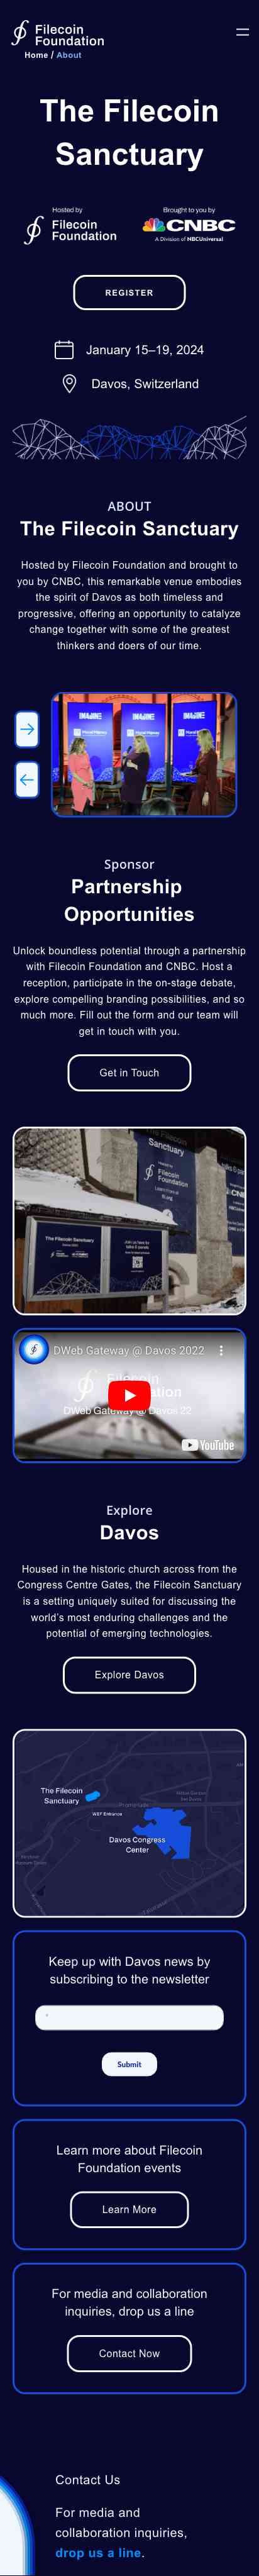 Filecoin
Foundation
Home / About
The Filecoin
Sanctuary
Hosted by
Filecoin
Foundation
Brought to you by
CNBC
A Division of NBCUniversal
REGISTER
January 15–19, 2024
Davos, Switzerland
ABOUT
The Filecoin Sanctuary
Hosted by Filecoin Foundation and brought to
you by CNBC, this remarkable venue embodies
the spirit of Davos as both timeless and
progressive, offering an opportunity to catalyze
change together with some of the greatest
thinkers and doers of our time.
IMAGINE
IMAGINE
Sponsor
Partnership
Opportunities
Unlock boundless potential through a partnership
with Filecoin Foundation and CNBC. Host a
reception, participate in the on-stage debate,
explore compelling branding possibilities, and so
much more. Fill out the form and our team will
get in touch with you.
Get in Touch
Sanctuary
Filecoin
Foundation
The Filecoin Sanctuary
DWeb Gateway @ Davos 2022
YouTube
Explore
Davos
Housed in the historic church across from the
Congress Centre Gates, the Filecoin Sanctuary
is a setting uniquely suited for discussing the
world's most enduring challenges and the
potential of emerging technologies.
Explore Davos
The Filecoin
Sanctuary
Promenade
WEF Entrance
Davos Congress
Center
Keep up with Davos news by
subscribing to the newsletter
*
Submit
Learn more about Filecoin
Foundation events
Learn More
For media and collaboration
inquiries, drop us a line
Contact Now
Contact Us
For media and
collaboration inquiries,
drop us a line.